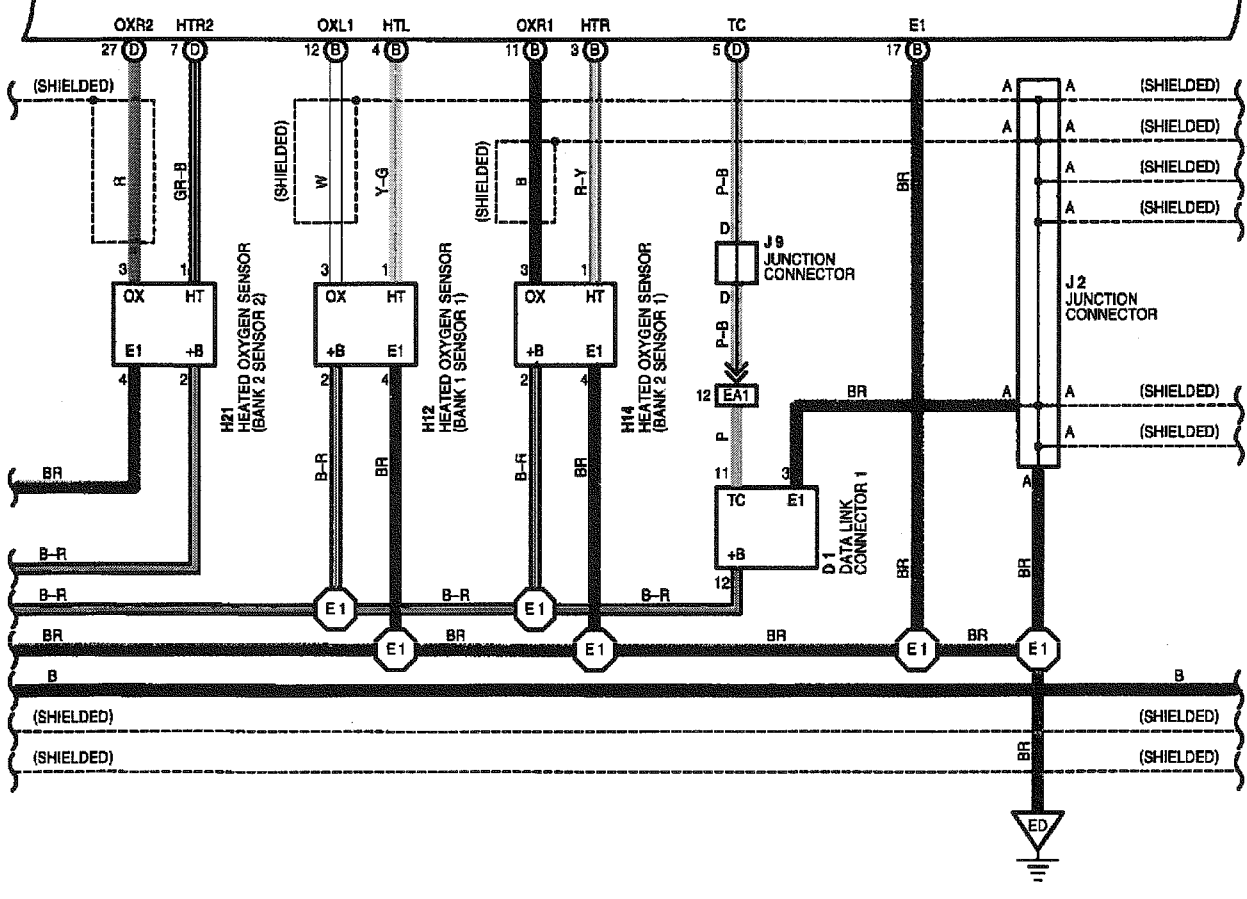 OXR2 HTR2 OXL1 HTL OXR1 HTR TC E1
27 D 7 D 12 B 4 B 11 B 3 B 5 D 17 B
(SHIELDED) A A (SHIELDED)
A A (SHIELDED)
A (SHIELDED)
A (SHIELDED)
(SHIELDED)
(SHIELDED)
R GR-B W Y-G B R-Y P-B BR
D
J 9
JUNCTION
CONNECTOR
D
P-B
J 2
JUNCTION
CONNECTOR
3 1 3 1 3 1
OX HT OX HT OX HT
E1 +B +B E1 +B E1
4 2 2 4 2 4
H21
HEATED OXYGEN SENSOR
(BANK 2 SENSOR 2)
H12
HEATED OXYGEN SENSOR
(BANK 1 SENSOR 1)
H14
HEATED OXYGEN SENSOR
(BANK 2 SENSOR 1)
12 EA1
BR A A (SHIELDED)
A (SHIELDED)
P
BR B-R BR B-R BR
11 3 A
TC E1
+B
12
D 1
DATA LINK
CONNECTOR 1
BR BR
B-R
B-R E1 B-R E1 B-R
BR E1 BR E1 BR E1 BR E1
B B
(SHIELDED) (SHIELDED)
(SHIELDED) BR (SHIELDED)
ED